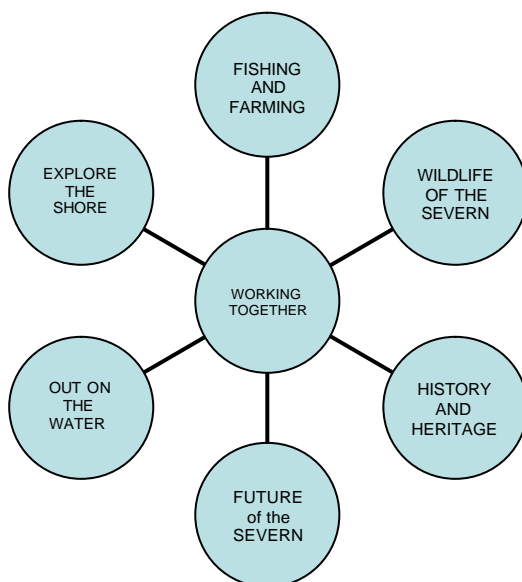 FISHING
AND
FARMING
EXPLORE
THE
SHORE
WILDLIFE
OF THE
SEVERN
WORKING
TOGETHER
OUT ON
THE
WATER
HISTORY
AND
HERITAGE
FUTURE
of the
SEVERN